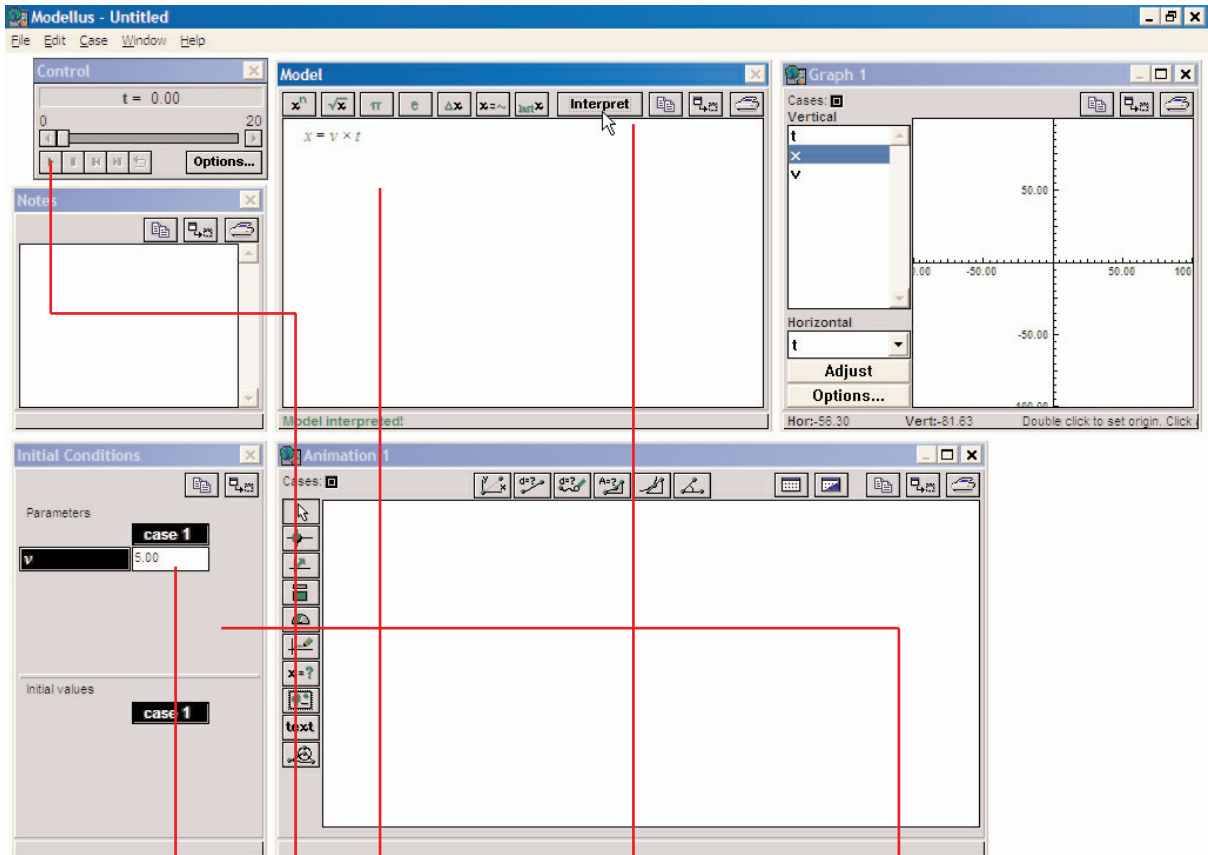 Modellus - Untitled
File Edit Case Window Help
Control
t = 0.00
0 20
Options...
Notes
Model
xⁿ √x π e Δx x=~ last x Interpret
x = v × t
Model interpreted!
Graph 1
Cases:
Vertical
t
x
v
Horizontal
t
Adjust
Options...
50.00
-50.00 50.00 100
-50.00
Hor:-56.30 Vert:-81.63 Double click to set origin. Click
Initial Conditions
Parameters
case 1
v 5.00
Initial values
case 1
Animation 1
Cases:
x=?
text